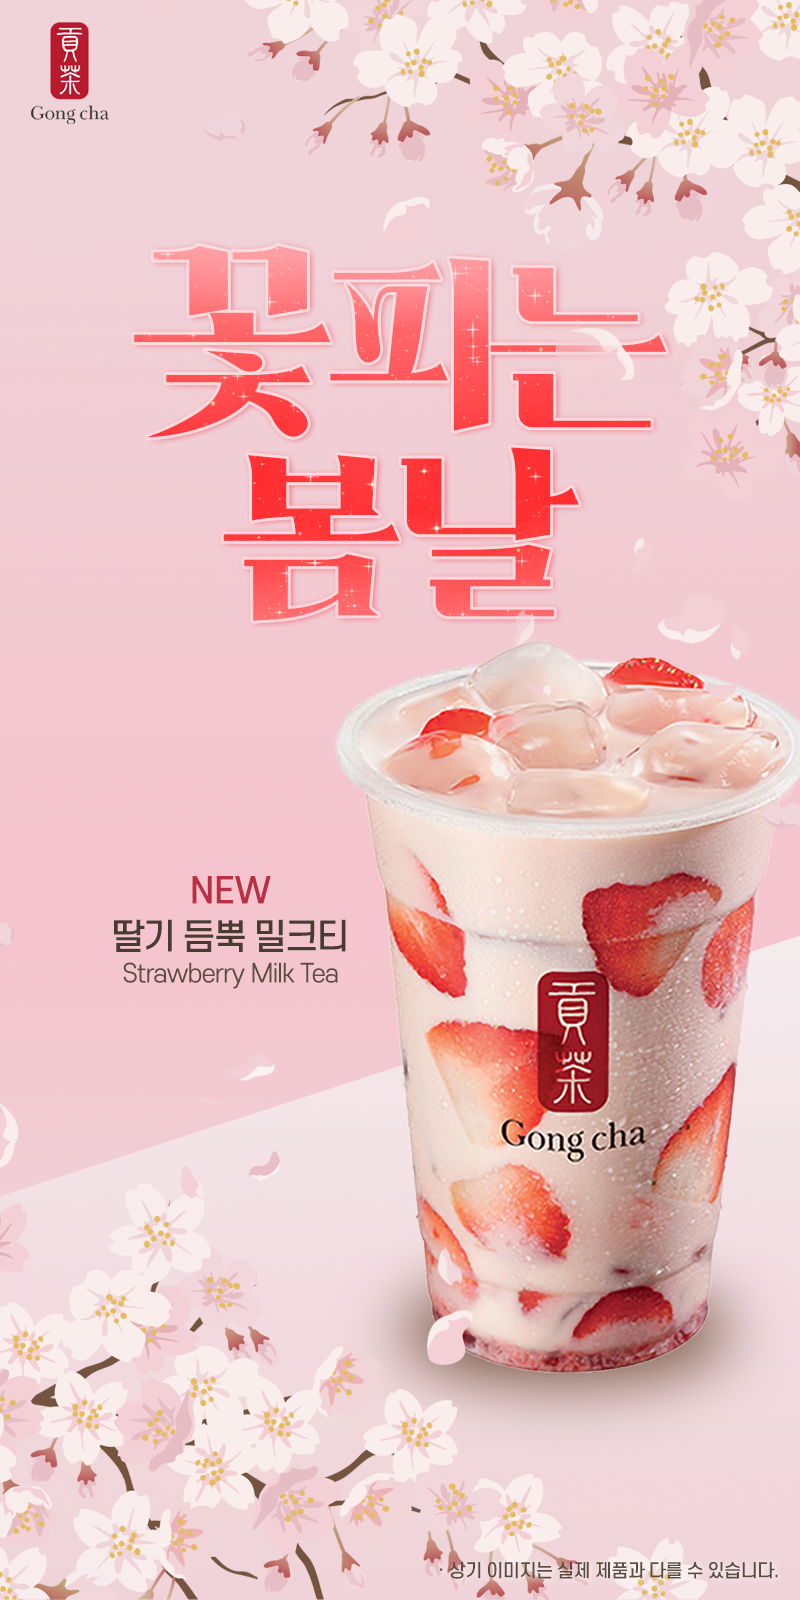 貢茶
Gong cha
꽃피는
봄날
NEW
딸기 듬뿍 밀크티
Strawberry Milk Tea
貢茶
Gong cha
· 상기 이미지는 실제 제품과 다를 수 있습니다.